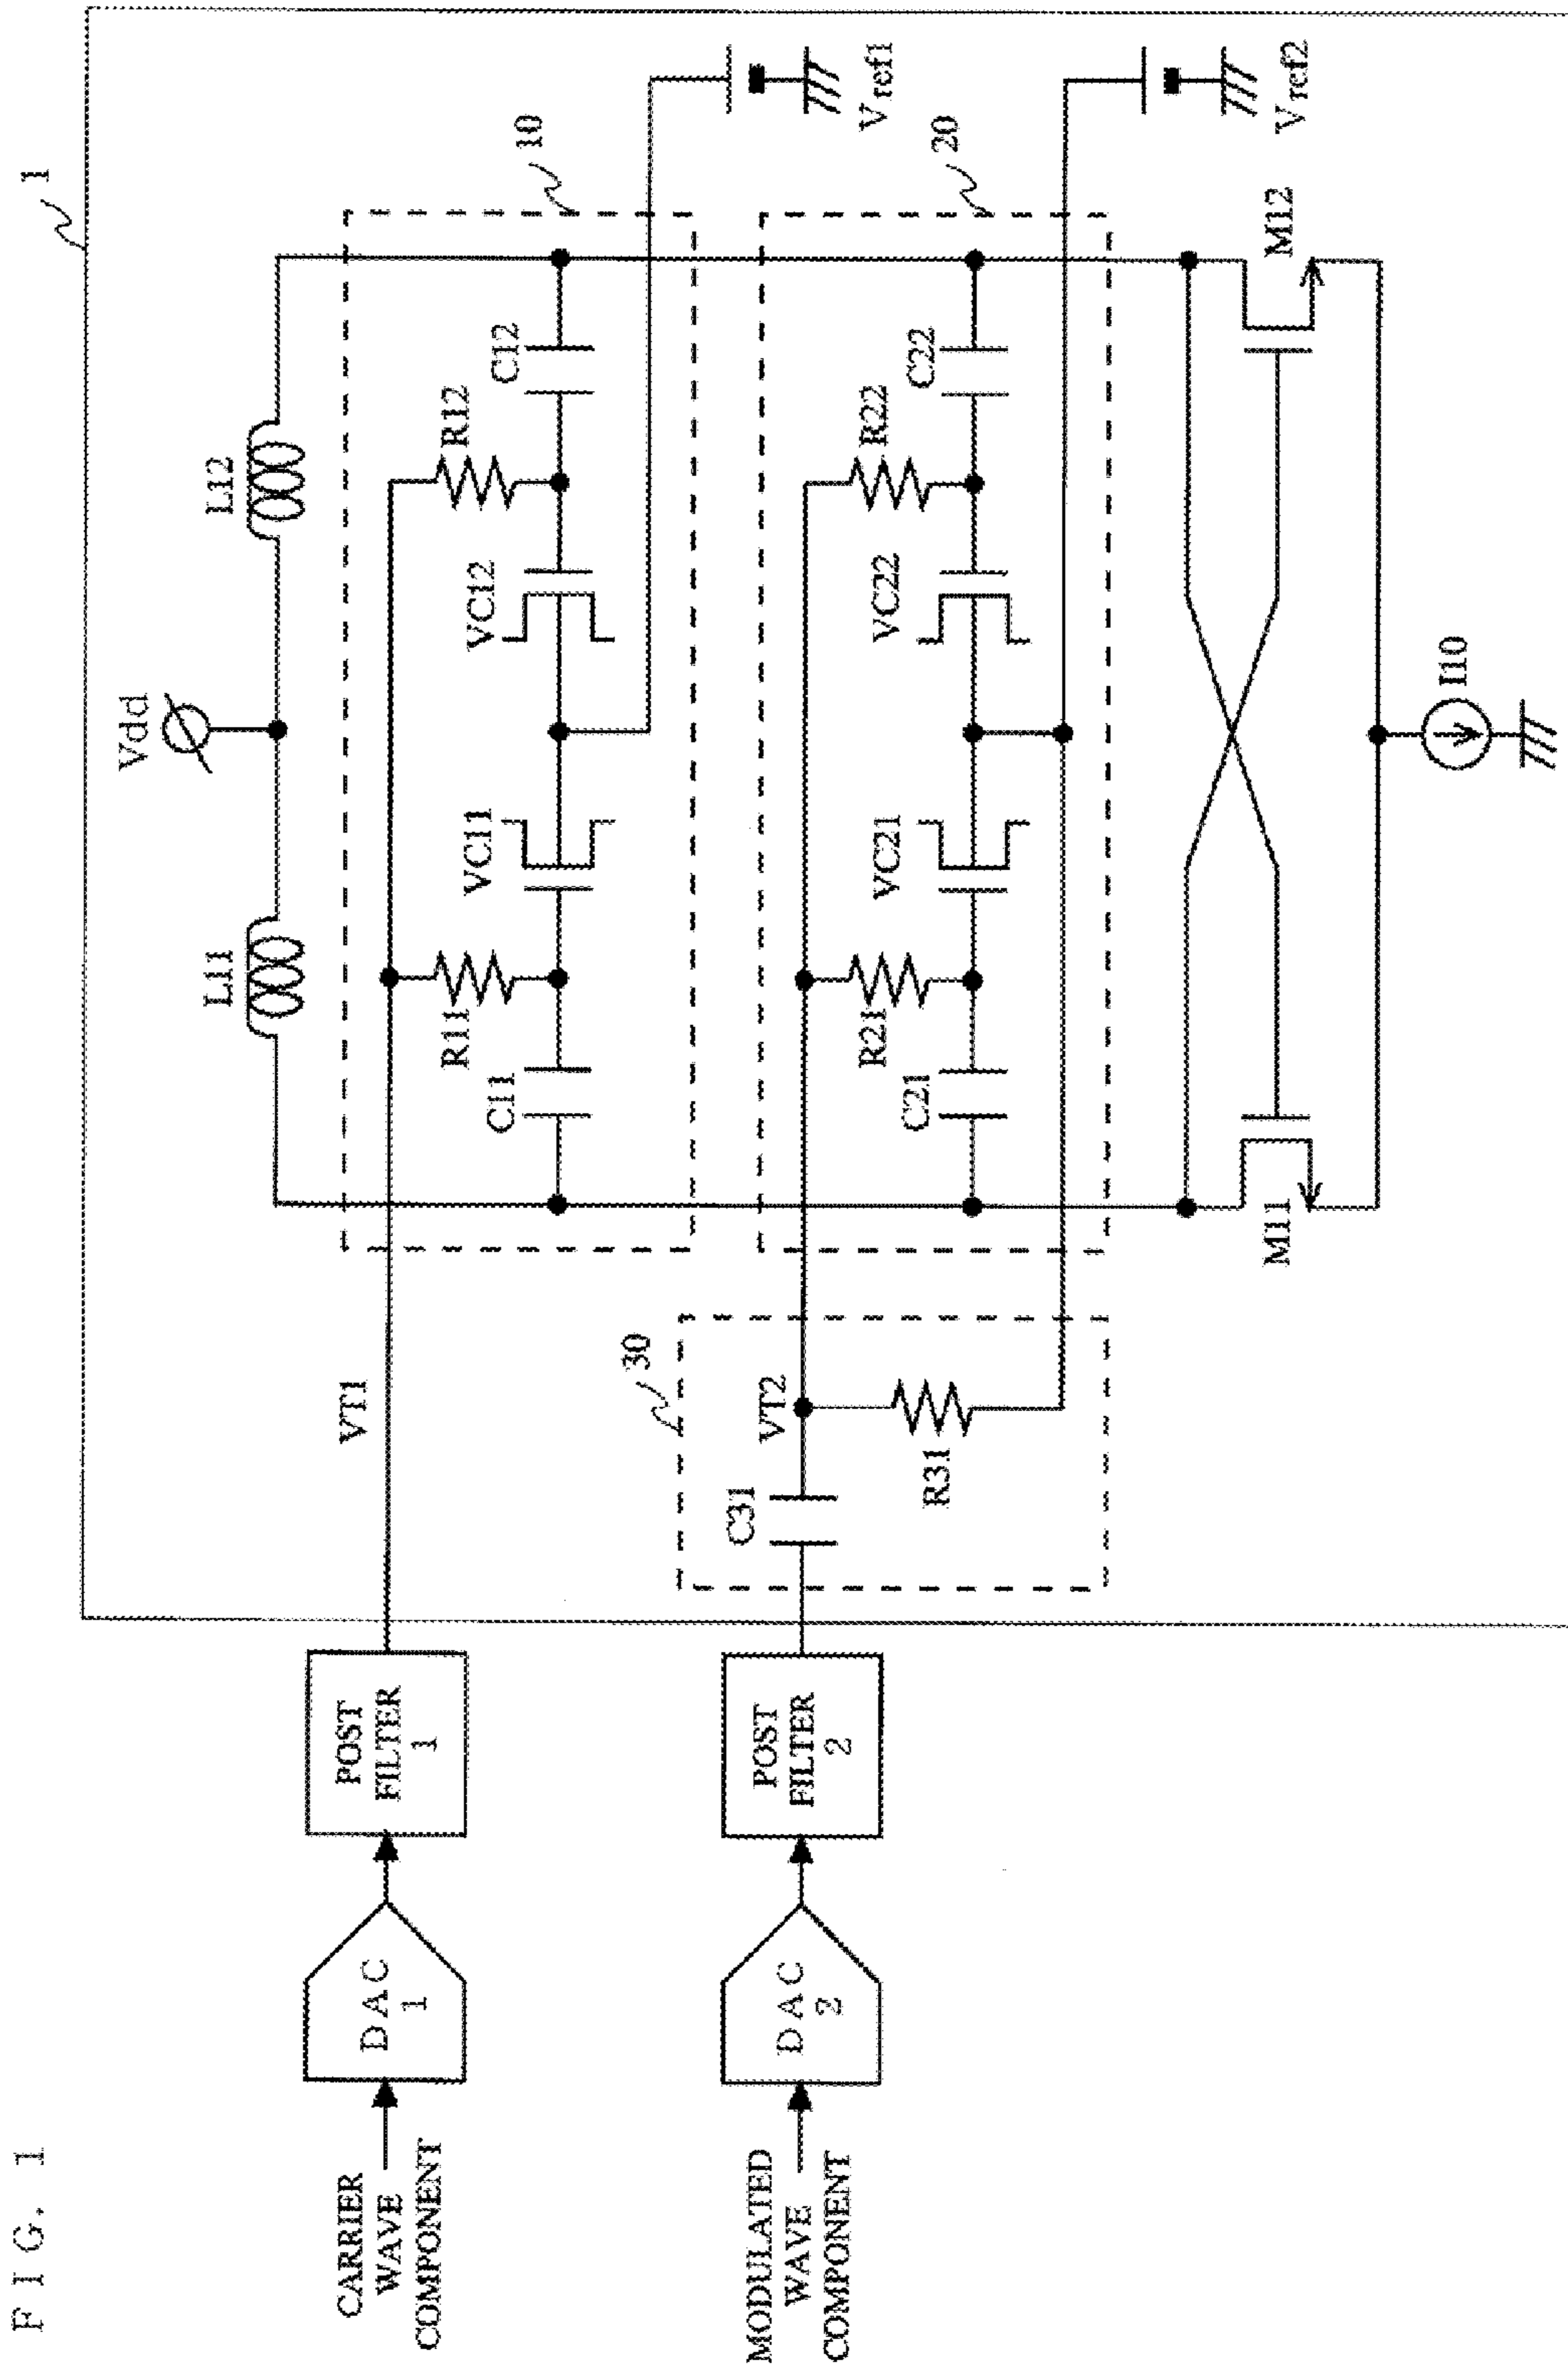 FIG. 1
1
Vdd
L11
L12
10
VT1
R11
R12
C11
VC11
VC12
C12
Vref1
CARRIER
WAVE
COMPONENT
DAC
1
POST
FILTER
1
30
20
C31
VT2
R31
R21
R22
C21
VC21
VC22
C22
Vref2
MODULATED
WAVE
COMPONENT
DAC
2
POST
FILTER
2
M11
M12
I10